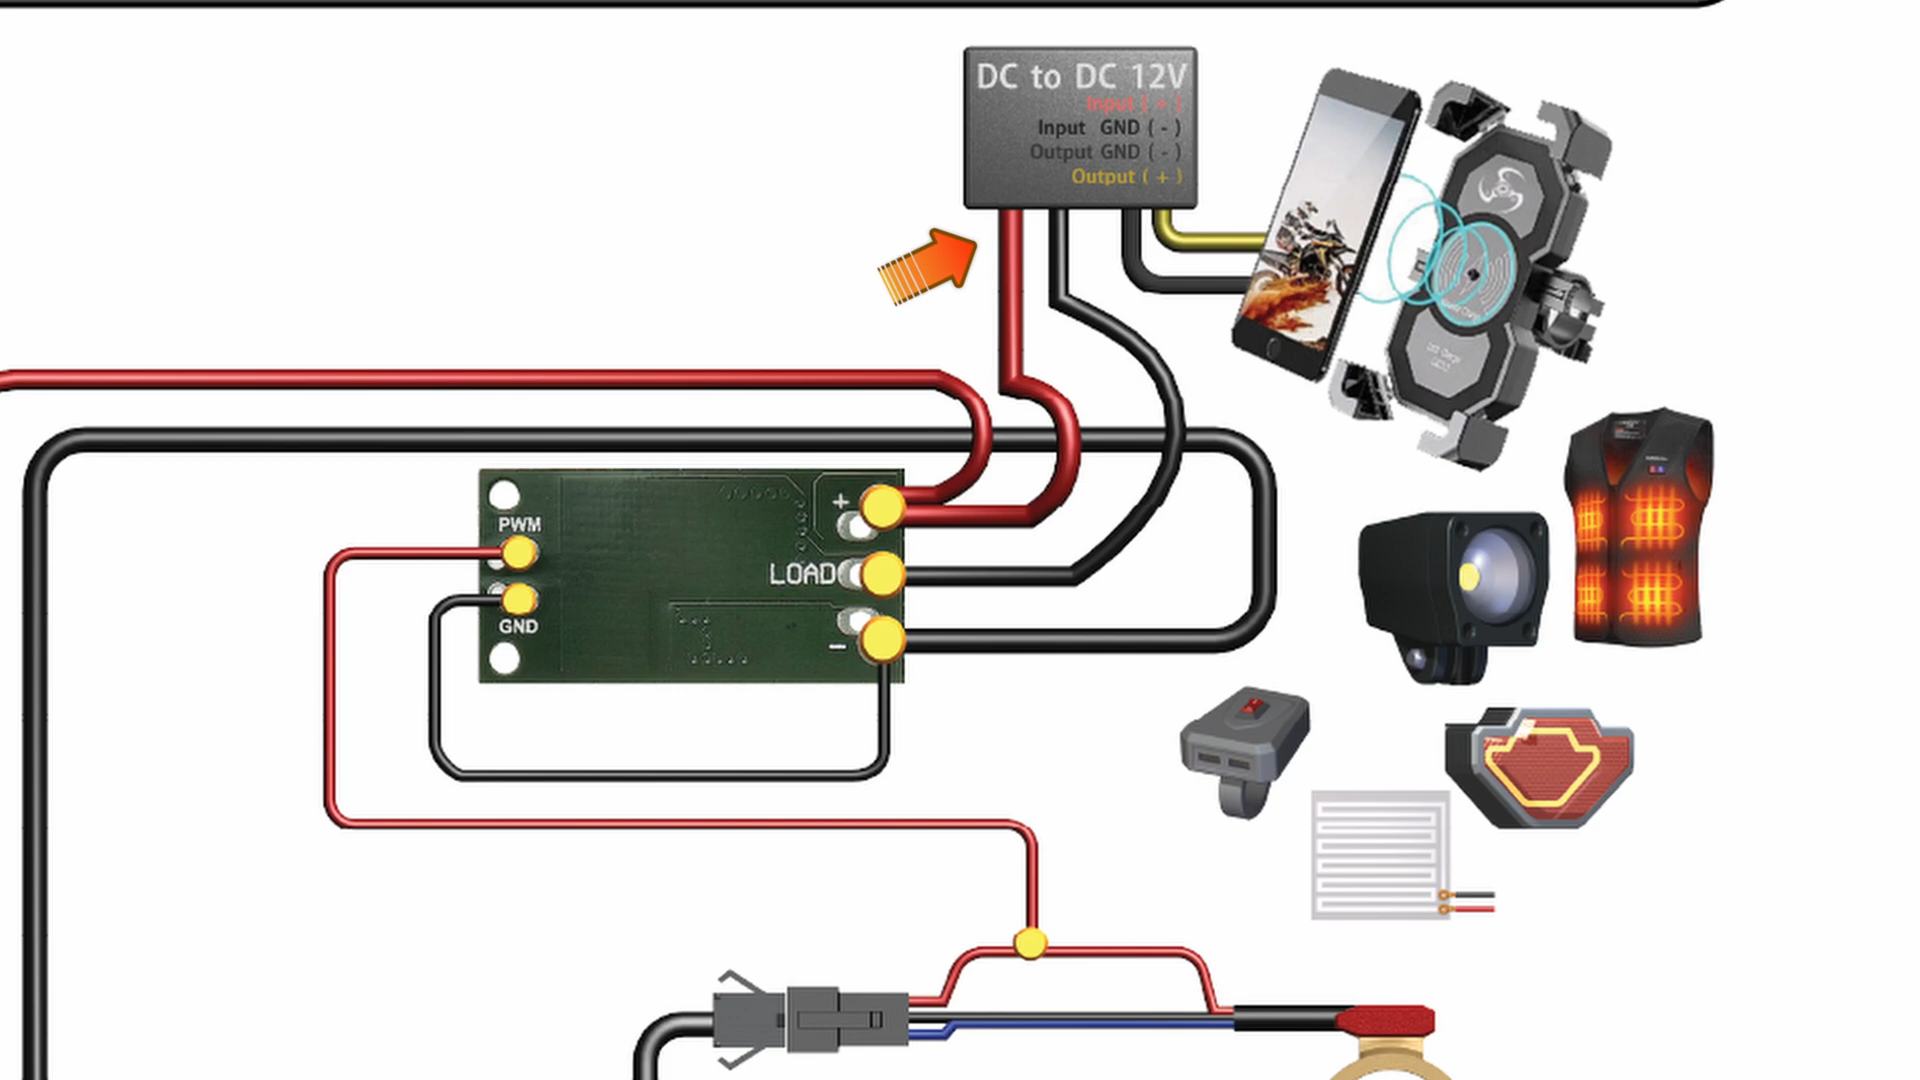 DC to DC 12V
Input ( + )
Input GND ( - )
Output GND ( - )
Output ( + )
PWM
+
LOAD
GND
-